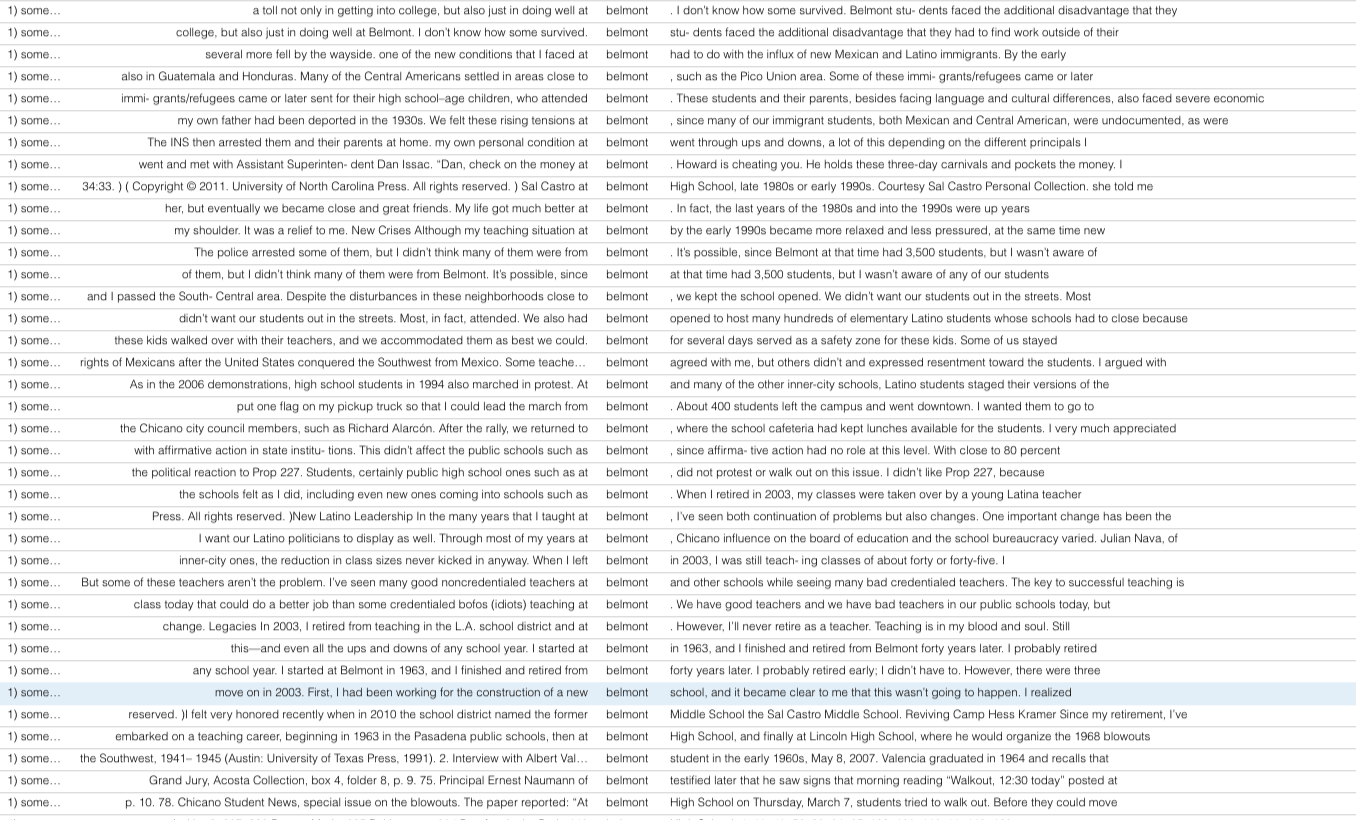 1) some… a toll not only in getting into college, but also just in doing well at belmont . I don't know how some survived. Belmont stu- dents faced the additional disadvantage that they
1) some… college, but also just in doing well at Belmont. I don't know how some survived. belmont stu- dents faced the additional disadvantage that they had to find work outside of their
1) some… several more fell by the wayside. one of the new conditions that I faced at belmont had to do with the influx of new Mexican and Latino immigrants. By the early
1) some… also in Guatemala and Honduras. Many of the Central Americans settled in areas close to belmont , such as the Pico Union area. Some of these immi- grants/refugees came or later
1) some… immi- grants/refugees came or later sent for their high school–age children, who attended belmont . These students and their parents, besides facing language and cultural differences, also faced severe economic
1) some… my own father had been deported in the 1930s. We felt these rising tensions at belmont , since many of our immigrant students, both Mexican and Central American, were undocumented, as were
1) some… The INS then arrested them and their parents at home. my own personal condition at belmont went through ups and downs, a lot of this depending on the different principals I
1) some… went and met with Assistant Superinten- dent Dan Issac. "Dan, check on the money at belmont . Howard is cheating you. He holds these three-day carnivals and pockets the money. I
1) some… 34:33. ) ( Copyright © 2011. University of North Carolina Press. All rights reserved. ) Sal Castro at belmont High School, late 1980s or early 1990s. Courtesy Sal Castro Personal Collection. she told me
1) some… her, but eventually we became close and great friends. My life got much better at belmont . In fact, the last years of the 1980s and into the 1990s were up years
1) some… my shoulder. It was a relief to me. New Crises Although my teaching situation at belmont by the early 1990s became more relaxed and less pressured, at the same time new
1) some… The police arrested some of them, but I didn't think many of them were from belmont . It's possible, since Belmont at that time had 3,500 students, but I wasn't aware of
1) some… of them, but I didn't think many of them were from Belmont. It's possible, since belmont at that time had 3,500 students, but I wasn't aware of any of our students
1) some… and I passed the South- Central area. Despite the disturbances in these neighborhoods close to belmont , we kept the school opened. We didn't want our students out in the streets. Most
1) some… didn't want our students out in the streets. Most, in fact, attended. We also had belmont opened to host many hundreds of elementary Latino students whose schools had to close because
1) some… these kids walked over with their teachers, and we accommodated them as best we could. belmont for several days served as a safety zone for these kids. Some of us stayed
1) some… rights of Mexicans after the United States conquered the Southwest from Mexico. Some teache… belmont agreed with me, but others didn't and expressed resentment toward the students. I argued with
1) some… As in the 2006 demonstrations, high school students in 1994 also marched in protest. At belmont and many of the other inner-city schools, Latino students staged their versions of the
1) some… put one flag on my pickup truck so that I could lead the march from belmont . About 400 students left the campus and went downtown. I wanted them to go to
1) some… the Chicano city council members, such as Richard Alarcón. After the rally, we returned to belmont , where the school cafeteria had kept lunches available for the students. I very much appreciated
1) some… with affirmative action in state institu- tions. This didn't affect the public schools such as belmont , since affirma- tive action had no role at this level. With close to 80 percent
1) some… the political reaction to Prop 227. Students, certainly public high school ones such as at belmont , did not protest or walk out on this issue. I didn't like Prop 227, because
1) some… the schools felt as I did, including even new ones coming into schools such as belmont . When I retired in 2003, my classes were taken over by a young Latina teacher
1) some… Press. All rights reserved. )New Latino Leadership In the many years that I taught at belmont , I've seen both continuation of problems but also changes. One important change has been the
1) some… I want our Latino politicians to display as well. Through most of my years at belmont , Chicano influence on the board of education and the school bureaucracy varied. Julian Nava, of
1) some… inner-city ones, the reduction in class sizes never kicked in anyway. When I left belmont in 2003, I was still teach- ing classes of about forty or forty-five. I
1) some… But some of these teachers aren't the problem. I've seen many good noncredentialed teachers at belmont and other schools while seeing many bad credentialed teachers. The key to successful teaching is
1) some… class today that could do a better job than some credentialed bofos (idiots) teaching at belmont . We have good teachers and we have bad teachers in our public schools today, but
1) some… change. Legacies In 2003, I retired from teaching in the L.A. school district and at belmont . However, I'll never retire as a teacher. Teaching is in my blood and soul. Still
1) some… this—and even all the ups and downs of any school year. I started at belmont in 1963, and I finished and retired from Belmont forty years later. I probably retired
1) some… any school year. I started at Belmont in 1963, and I finished and retired from belmont forty years later. I probably retired early; I didn't have to. However, there were three
1) some… move on in 2003. First, I had been working for the construction of a new belmont school, and it became clear to me that this wasn't going to happen. I realized
1) some… reserved. )I felt very honored recently when in 2010 the school district named the former belmont Middle School the Sal Castro Middle School. Reviving Camp Hess Kramer Since my retirement, I've
1) some… embarked on a teaching career, beginning in 1963 in the Pasadena public schools, then at belmont High School, and finally at Lincoln High School, where he would organize the 1968 blowouts
1) some… the Southwest, 1941– 1945 (Austin: University of Texas Press, 1991). 2. Interview with Albert Val… belmont student in the early 1960s, May 8, 2007. Valencia graduated in 1964 and recalls that
1) some… Grand Jury, Acosta Collection, box 4, folder 8, p. 9. 75. Principal Ernest Naumann of belmont testified later that he saw signs that morning reading "Walkout, 12:30 today" posted at
1) some… p. 10. 78. Chicano Student News, special issue on the blowouts. The paper reported: "At belmont High School on Thursday, March 7, students tried to walk out. Before they could move